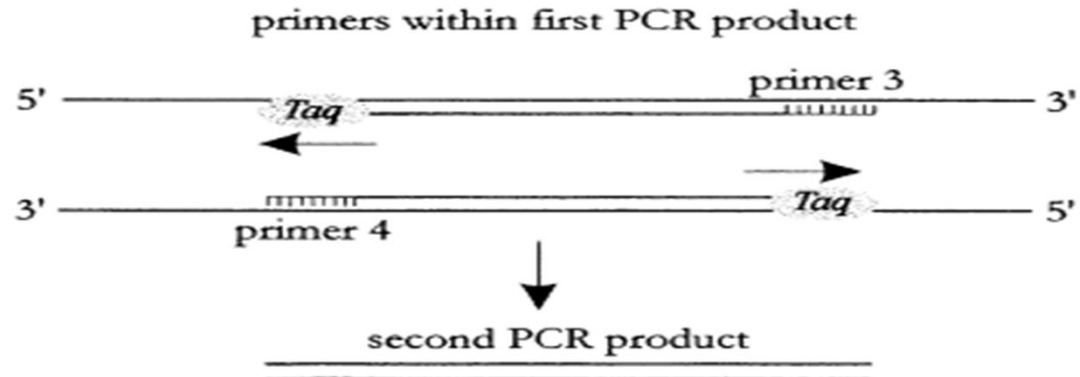 primers within first PCR product
primer 3
5' Taq 3'
3' Taq 5'
primer 4
second PCR product